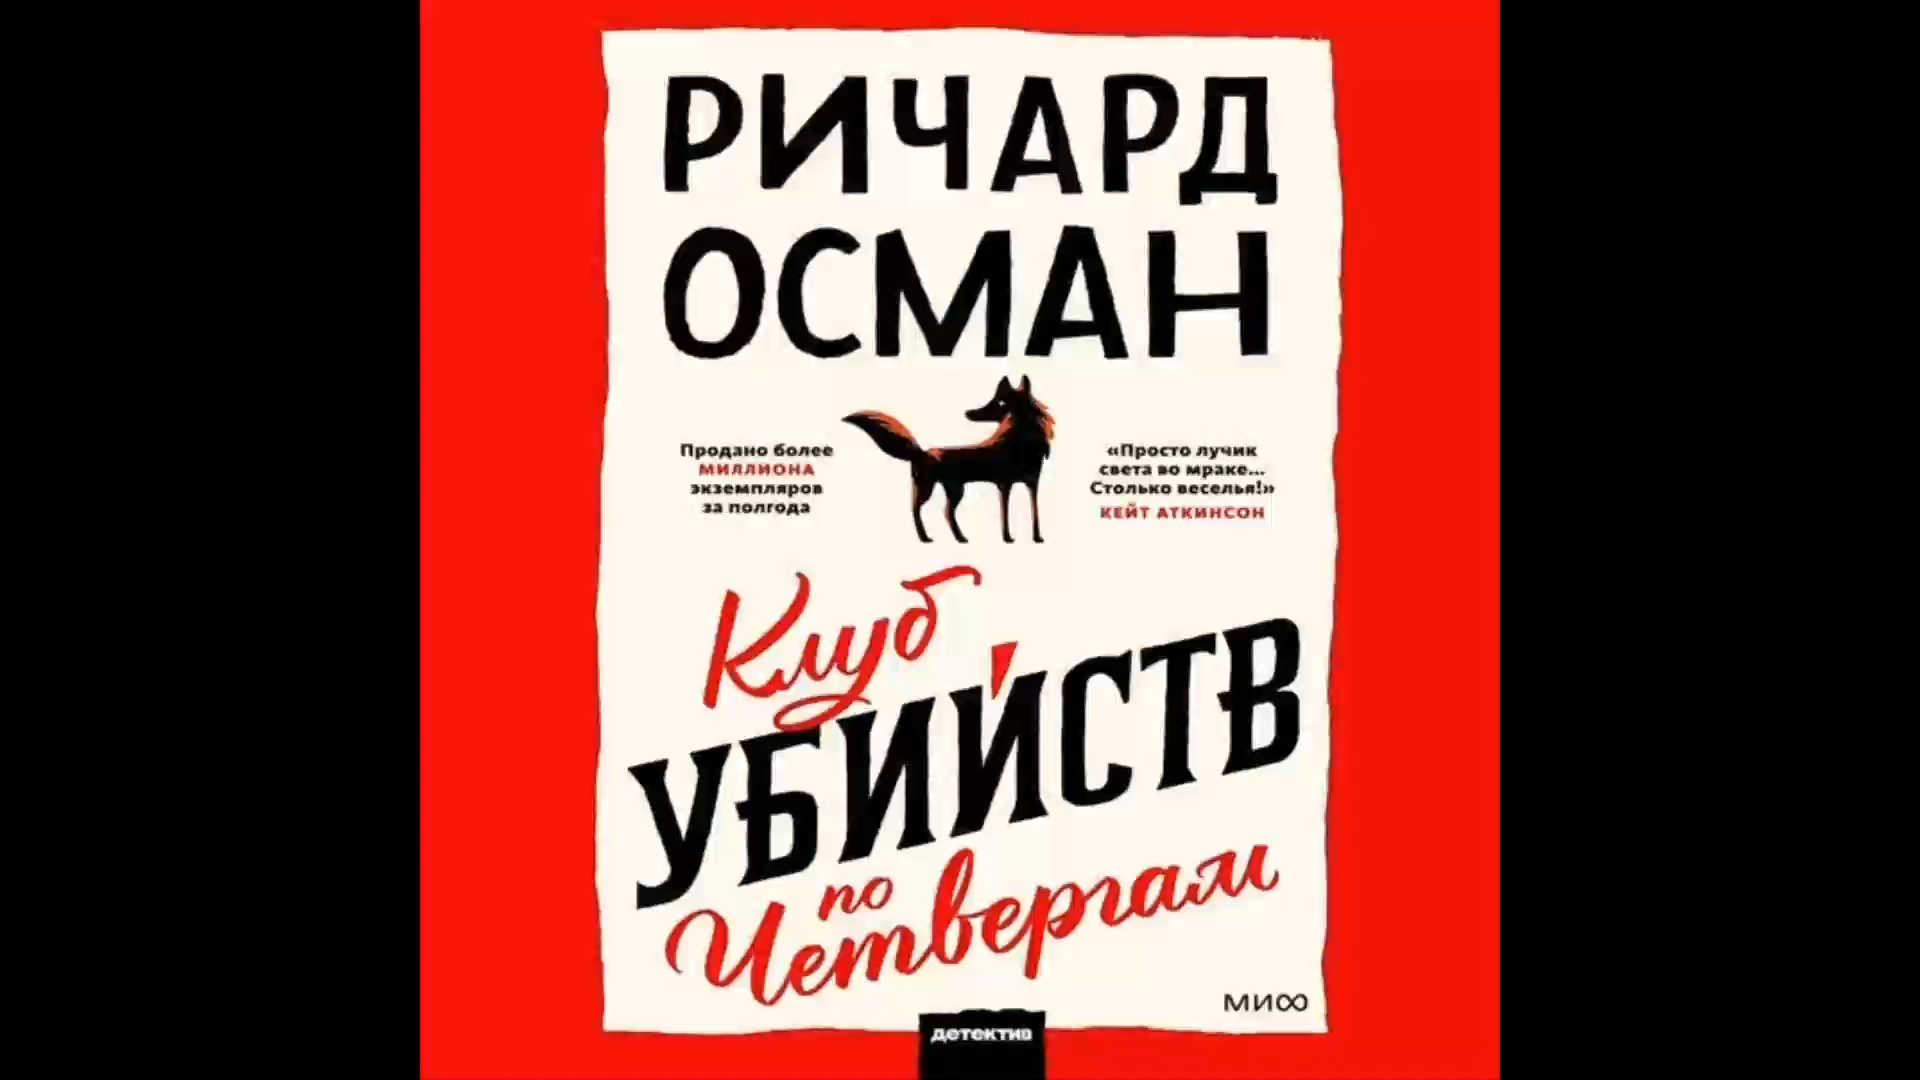 РИЧАРД
ОСМАН
Продано более
МИЛЛИОНА
экземпляров
за полгода
«Просто лучик
света во мраке...
Столько веселья!»
КЕЙТ АТКИНСОН
Клуб
УБИЙСТВ
по
Четвергам
МИФ
детектив